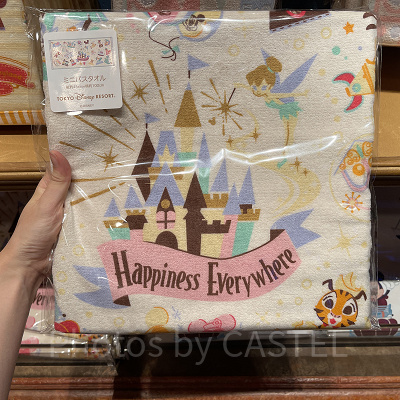 ミニバスタオル
TOKYO Disney RESORT
Happiness Everywhere
Photos by CASTEL